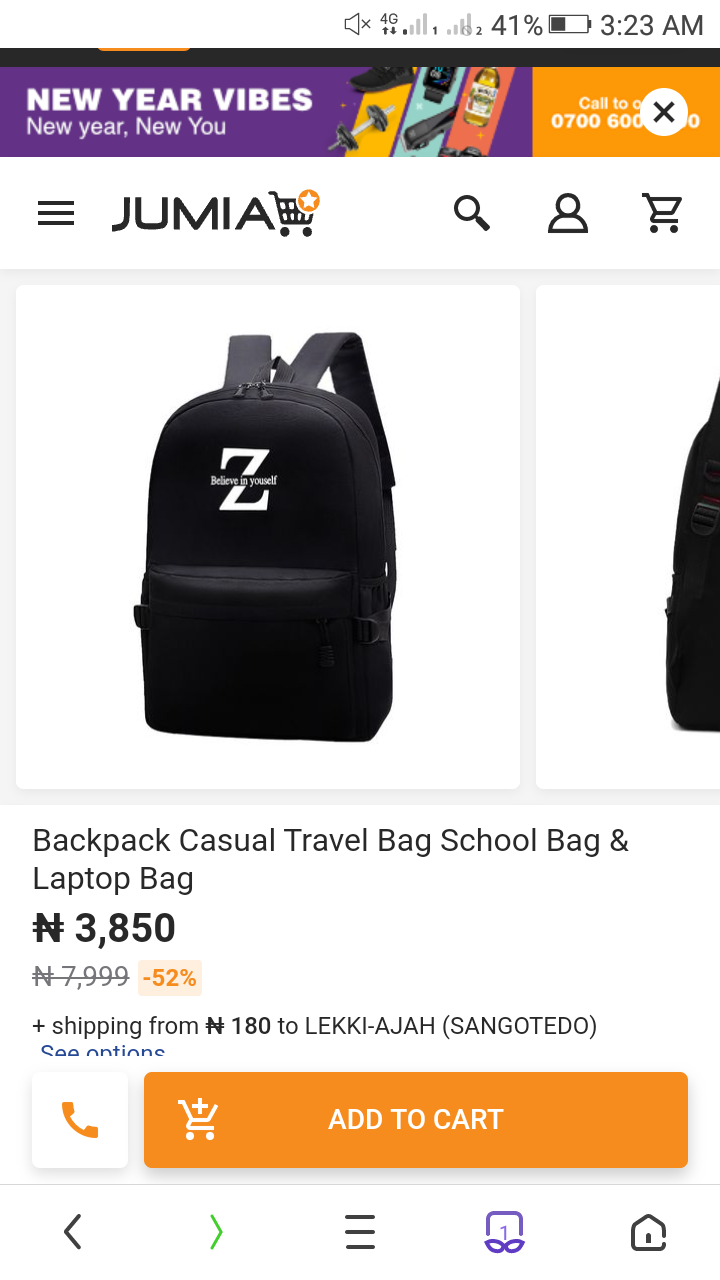 4G 1 2 41% 3:23 AM
NEW YEAR VIBES
New year, New You
Call to
0700 600
0
JUMIA
Z
Believe in youself
Backpack Casual Travel Bag School Bag &
Laptop Bag
₦ 3,850
₦ 7,999 -52%
+ shipping from ₦ 180 to LEKKI-AJAH (SANGOTEDO)
See options
ADD TO CART
1